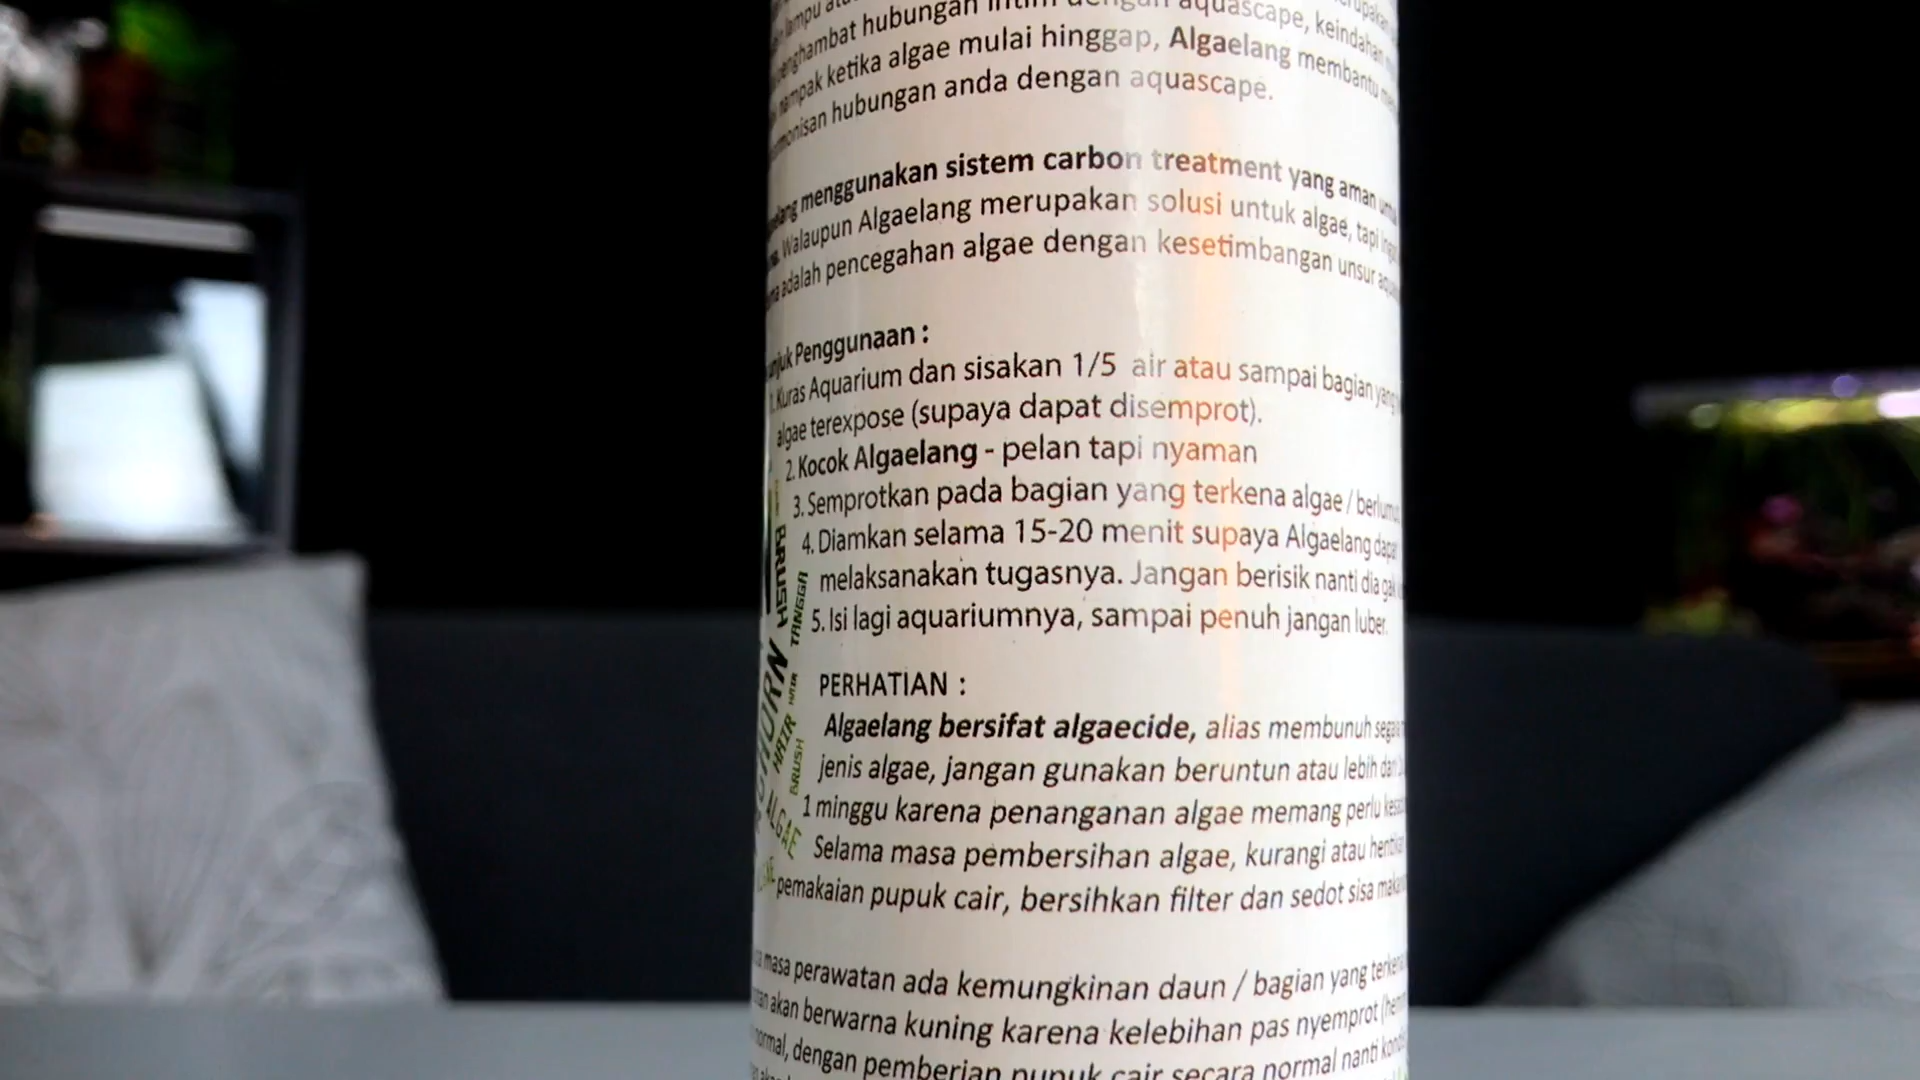 lampu
penghambat hubungan intim dengan aquascape, keindahan
nampak ketika algae mulai hinggap, Algaelang membantu
hubungan anda dengan aquascape.
menggunakan sistem carbon treatment yang aman
Walaupun Algaelang merupakan solusi untuk algae, tapi
adalah pencegahan algae dengan kesetimbangan unsur
Penggunaan :
1. Kuras Aquarium dan sisakan 1/5 air atau sampai bagian yang
algae terexpose (supaya dapat disemprot).
2. Kocok Algaelang - pelan tapi nyaman
3. Semprotkan pada bagian yang terkena algae /
4. Diamkan selama 15-20 menit supaya Algaelang
melaksanakan tugasnya. Jangan berisik nanti dia
5. Isi lagi aquariumnya, sampai penuh jangan luber.
BRUSH
TANGGA
HAIR
HAIR
BRUSH
ALGAE
PERHATIAN :
Algaelang bersifat algaecide, alias membunuh
jenis algae, jangan gunakan beruntun atau lebih dari
1 minggu karena penanganan algae memang perlu
Selama masa pembersihan algae, kurangi atau
pemakaian pupuk cair, bersihkan filter dan sedot sisa
masa perawatan ada kemungkinan daun / bagian yang
akan berwarna kuning karena kelebihan pas nyemprot
normal, dengan pemberian pupuk cair secara normal nanti